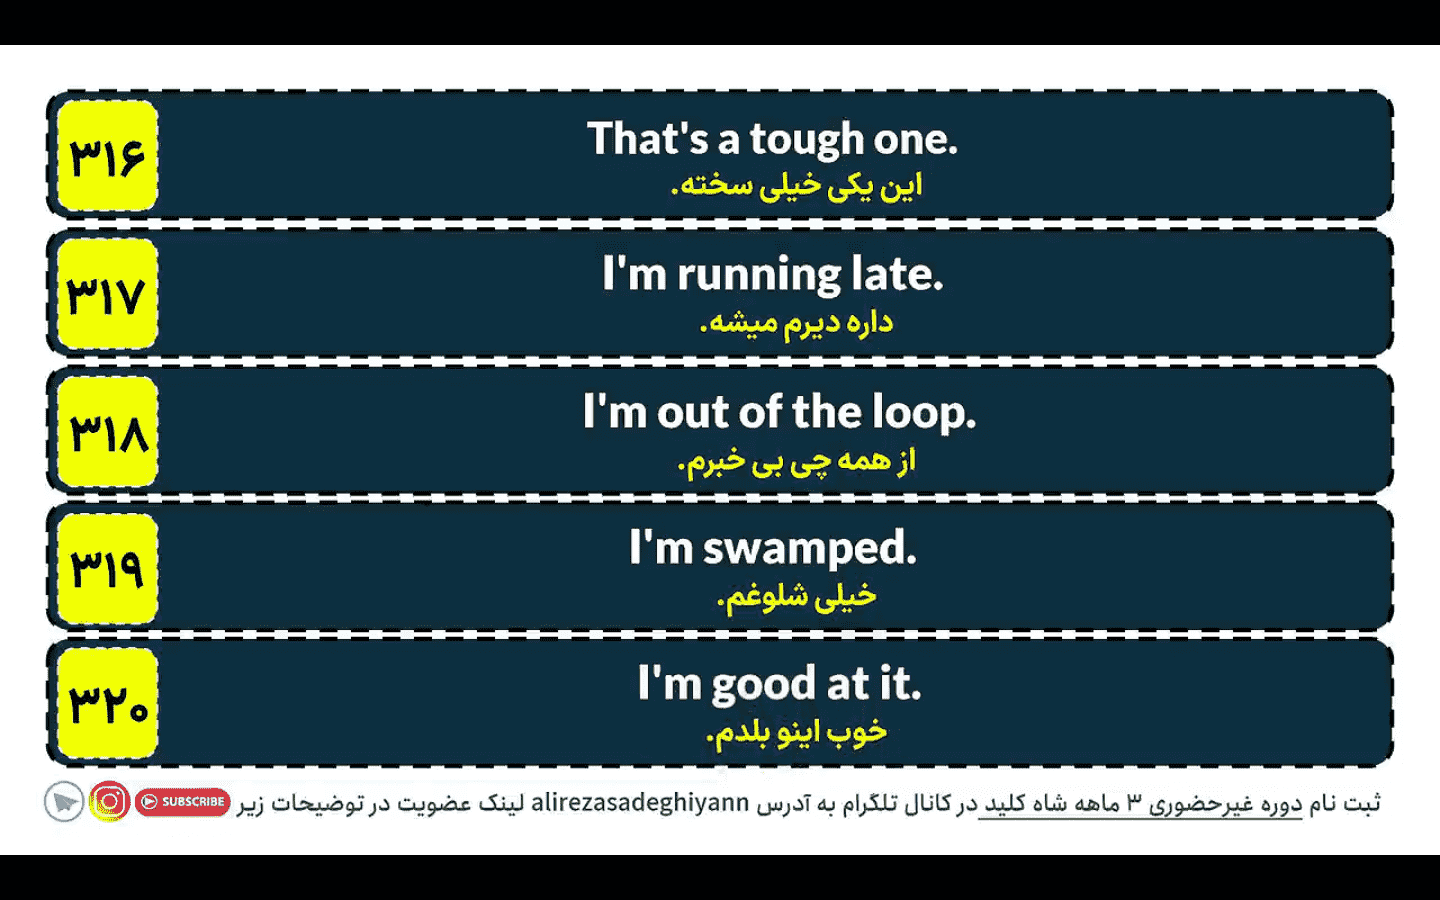 ۳۱۶
That's a tough one.
این یکی خیلی سخته.
۳۱۷
I'm running late.
داره دیرم میشه.
۳۱۸
I'm out of the loop.
از همه چی بی خبرم.
۳۱۹
I'm swamped.
خیلی شلوغم.
۳۲۰
I'm good at it.
خوب اینو بلدم.
ثبت نام دوره غیرحضوری ۳ ماهه شاه کلید در کانال تلگرام به آدرس alirezasadeghiyann لینک عضویت در توضیحات زیر
SUBSCRIBE